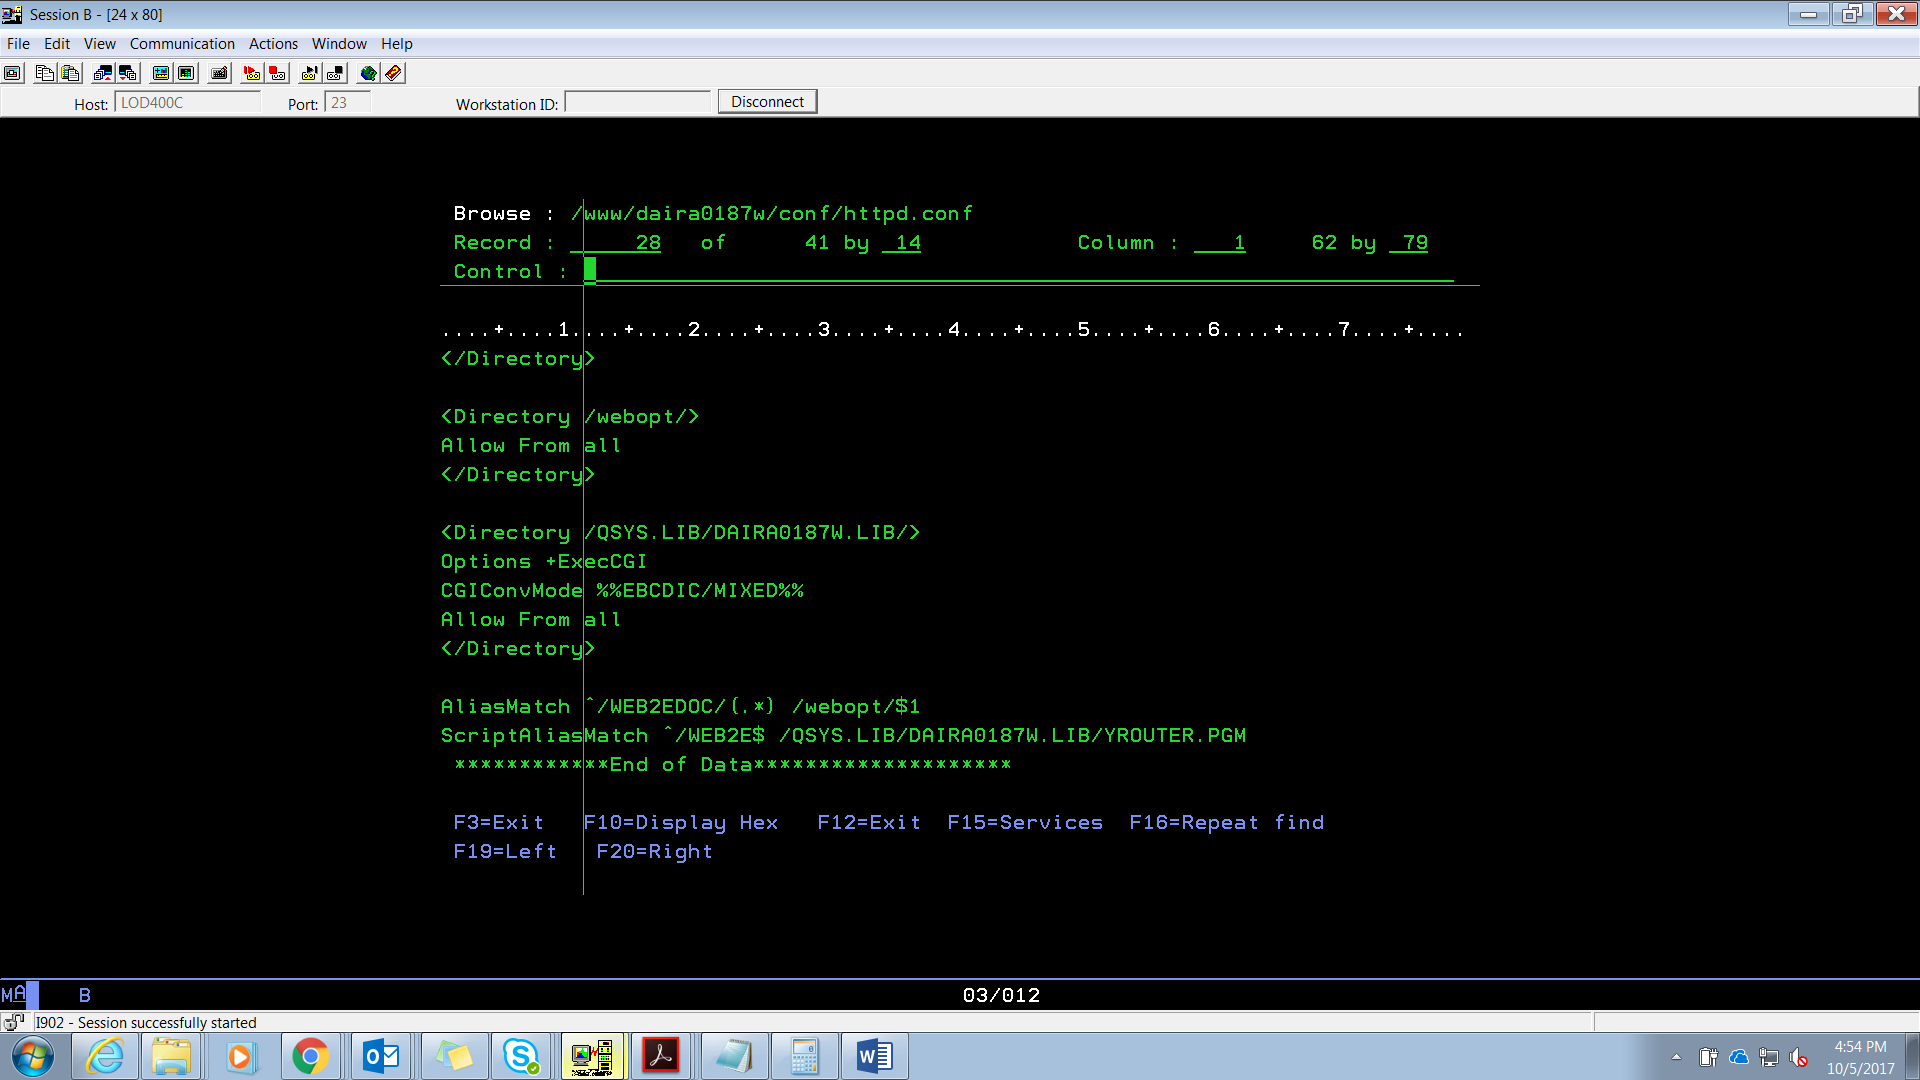 Session B - [24 x 80]
File Edit View Communication Actions Window Help
Host: LOD400C Port: 23 Workstation ID: Disconnect
Browse : /www/daira0187w/conf/httpd.conf
Record : 28 of 41 by 14 Column : 1 62 by 79
Control :
....+....1....+....2....+....3....+....4....+....5....+....6....+....7....+....
</Directory>
<Directory /webopt/>
Allow From all
</Directory>
<Directory /QSYS.LIB/DAIRA0187W.LIB/>
Options +ExecCGI
CGIConvMode %%EBCDIC/MIXED%%
Allow From all
</Directory>
AliasMatch ^/WEB2EDOC/(.*) /webopt/$1
ScriptAliasMatch ^/WEB2E$ /QSYS.LIB/DAIRA0187W.LIB/YROUTER.PGM
************End of Data********************
F3=Exit F10=Display Hex F12=Exit F15=Services F16=Repeat find
F19=Left F20=Right
MA B 03/012
I902 - Session successfully started
4:54 PM
10/5/2017